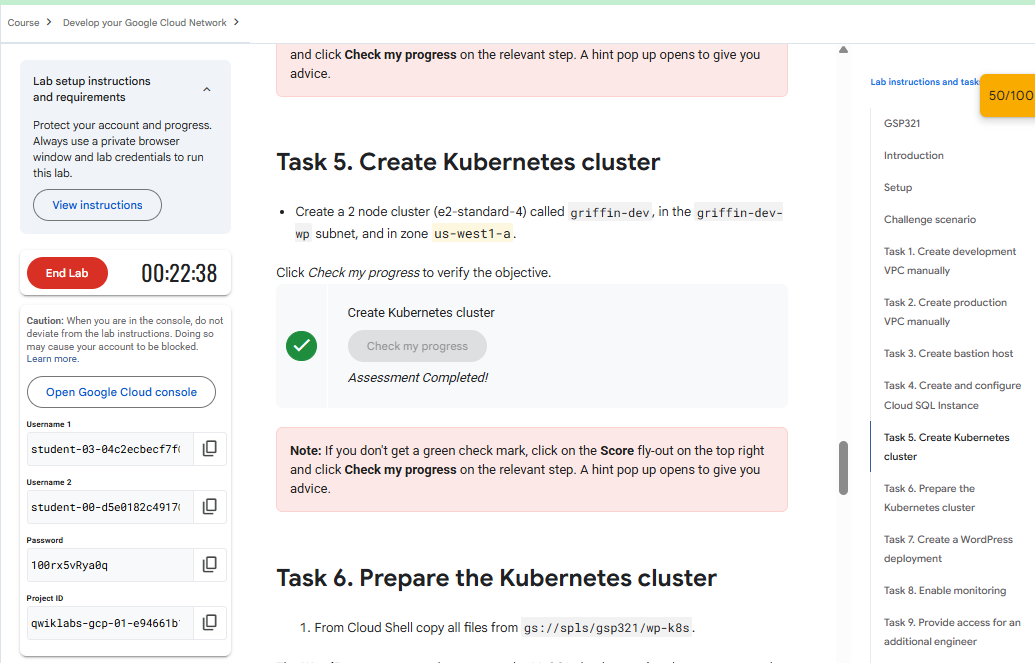 Course > Develop your Google Cloud Network >
Lab setup instructions
and requirements
Protect your account and progress.
Always use a private browser
window and lab credentials to run
this lab.
View instructions
End Lab
00:22:38
Caution: When you are in the console, do not
deviate from the lab instructions. Doing so
may cause your account to be blocked.
Learn more.
Open Google Cloud console
Username 1
student-03-04c2ecbecf7f
Username 2
student-00-d5e0182c4917
Password
100rx5vRya0q
Project ID
qwiklabs-gcp-01-e94661b
and click Check my progress on the relevant step. A hint pop up opens to give you
advice.
Task 5. Create Kubernetes cluster
• Create a 2 node cluster (e2-standard-4) called griffin-dev, in the griffin-dev-
wp subnet, and in zone us-west1-a.
Click Check my progress to verify the objective.
Create Kubernetes cluster
Check my progress
Assessment Completed!
Note: If you don't get a green check mark, click on the Score fly-out on the top right
and click Check my progress on the relevant step. A hint pop up opens to give you
advice.
Task 6. Prepare the Kubernetes cluster
1. From Cloud Shell copy all files from gs://spls/gsp321/wp-k8s.
Lab instructions and task
50/100
GSP321
Introduction
Setup
Challenge scenario
Task 1. Create development
VPC manually
Task 2. Create production
VPC manually
Task 3. Create bastion host
Task 4. Create and configure
Cloud SQL Instance
Task 5. Create Kubernetes
cluster
Task 6. Prepare the
Kubernetes cluster
Task 7. Create a WordPress
deployment
Task 8. Enable monitoring
Task 9. Provide access for an
additional engineer